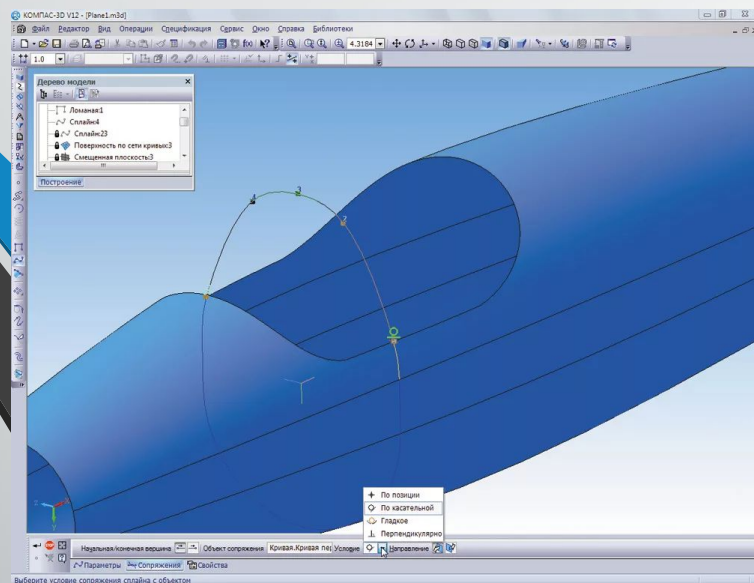 КОМПАС-3D V12 - [Plane1.m3d]
Файл Редактор Вид Операции Спецификация Сервис Окно Справка Библиотеки
4.3184
1.0
Дерево модели
Ломаная:1
Сплайн:4
Сплайн:23
Поверхность по сети кривых:3
Смещенная плоскость:3
Построение
4 3
2
По позиции
По касательной
Гладкое
Перпендикулярно
Начальная/конечная вершина Объект сопряжения Кривая.Кривая пе Условие Направление
Параметры Сопряжения Свойства
Выберите условие сопряжения сплайна с объектом